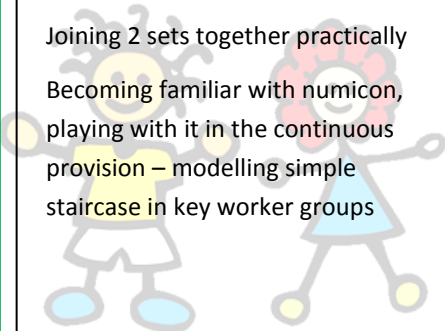 Joining 2 sets together practically
Becoming familiar with numicon,
playing with it in the continuous
provision – modelling simple
staircase in key worker groups